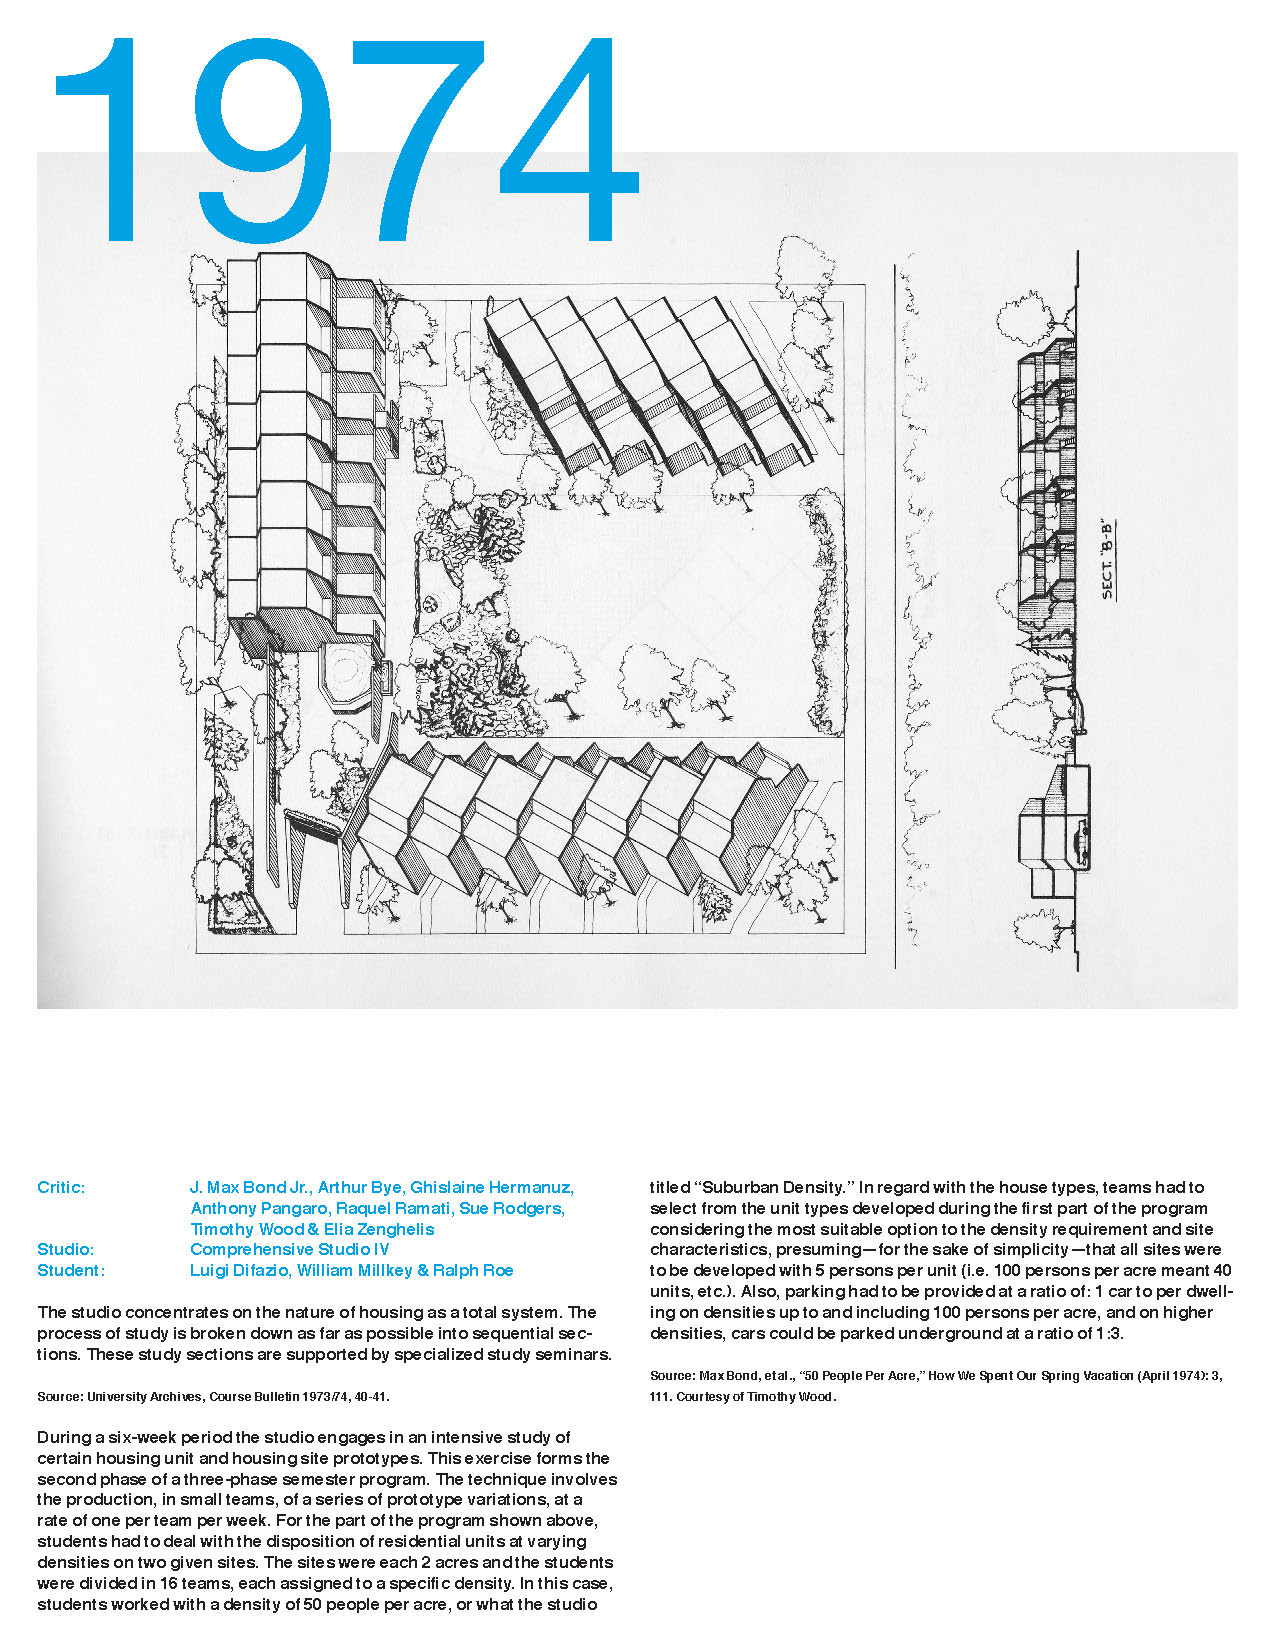 1974
SECT. "B-B"
Critic: J. Max Bond Jr., Arthur Bye, Ghislaine Hermanuz,
Anthony Pangaro, Raquel Ramati, Sue Rodgers,
Timothy Wood & Elia Zenghelis
Studio: Comprehensive Studio IV
Student: Luigi Difazio, William Millkey & Ralph Roe
The studio concentrates on the nature of housing as a total system. The
process of study is broken down as far as possible into sequential sec-
tions. These study sections are supported by specialized study seminars.
Source: University Archives, Course Bulletin 1973/74, 40-41.
During a six-week period the studio engages in an intensive study of
certain housing unit and housing site prototypes. This exercise forms the
second phase of a three-phase semester program. The technique involves
the production, in small teams, of a series of prototype variations, at a
rate of one per team per week. For the part of the program shown above,
students had to deal with the disposition of residential units at varying
densities on two given sites. The sites were each 2 acres and the students
were divided in 16 teams, each assigned to a specific density. In this case,
students worked with a density of 50 people per acre, or what the studio
titled “Suburban Density.” In regard with the house types, teams had to
select from the unit types developed during the first part of the program
considering the most suitable option to the density requirement and site
characteristics, presuming—for the sake of simplicity—that all sites were
to be developed with 5 persons per unit (i.e. 100 persons per acre meant 40
units, etc.). Also, parking had to be provided at a ratio of: 1 car to per dwell-
ing on densities up to and including 100 persons per acre, and on higher
densities, cars could be parked underground at a ratio of 1:3.
Source: Max Bond, et al., “50 People Per Acre,” How We Spent Our Spring Vacation (April 1974): 3,
111. Courtesy of Timothy Wood.